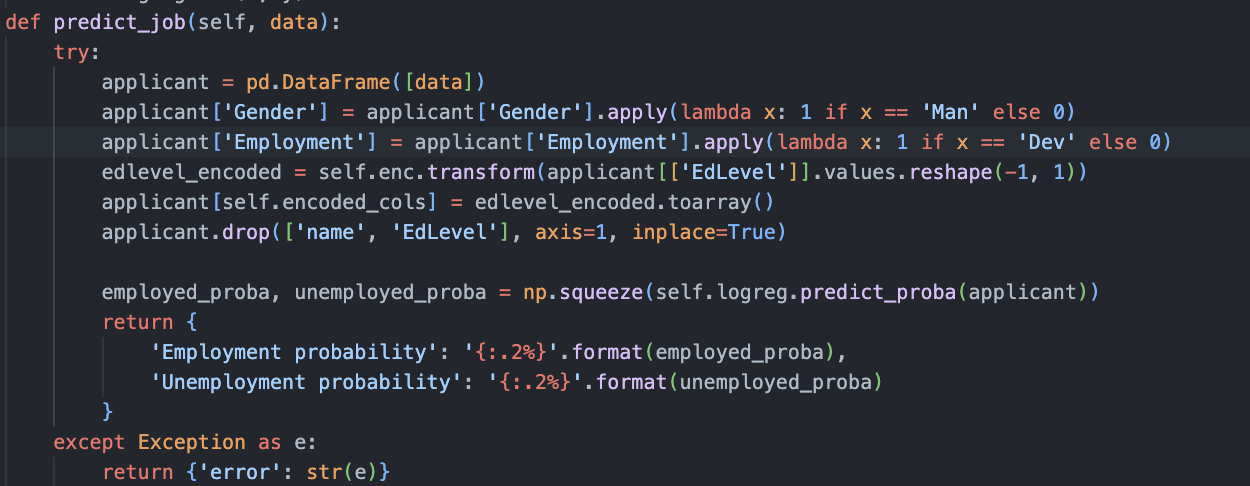 def predict_job(self, data):
    try:
        applicant = pd.DataFrame([data])
        applicant['Gender'] = applicant['Gender'].apply(lambda x: 1 if x == 'Man' else 0)
        applicant['Employment'] = applicant['Employment'].apply(lambda x: 1 if x == 'Dev' else 0)
        edlevel_encoded = self.enc.transform(applicant[['EdLevel']].values.reshape(-1, 1))
        applicant[self.encoded_cols] = edlevel_encoded.toarray()
        applicant.drop(['name', 'EdLevel'], axis=1, inplace=True)

        employed_proba, unemployed_proba = np.squeeze(self.logreg.predict_proba(applicant))
        return {
            'Employment probability': '{:.2%}'.format(employed_proba),
            'Unemployment probability': '{:.2%}'.format(unemployed_proba)
        }
    except Exception as e:
        return {'error': str(e)}